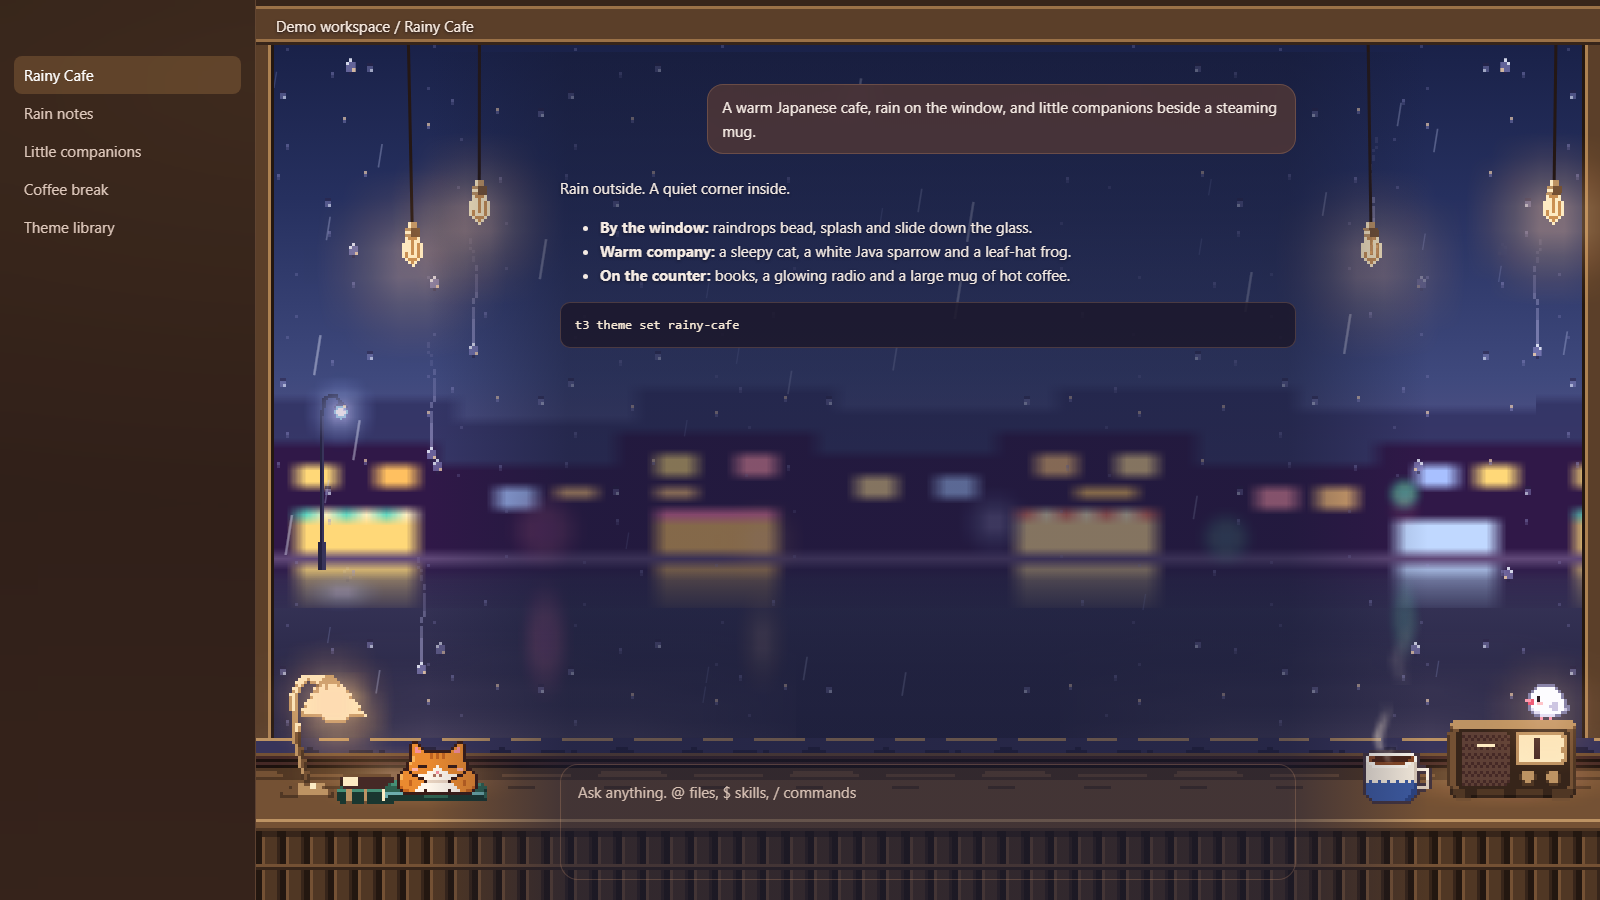 Demo workspace / Rainy Cafe
Rainy Cafe
Rain notes
Little companions
Coffee break
Theme library
A warm Japanese cafe, rain on the window, and little companions beside a steaming
mug.
Rain outside. A quiet corner inside.
• By the window: raindrops bead, splash and slide down the glass.
• Warm company: a sleepy cat, a white Java sparrow and a leaf-hat frog.
• On the counter: books, a glowing radio and a large mug of hot coffee.
t3 theme set rainy-cafe
Ask anything. @ files, $ skills, / commands